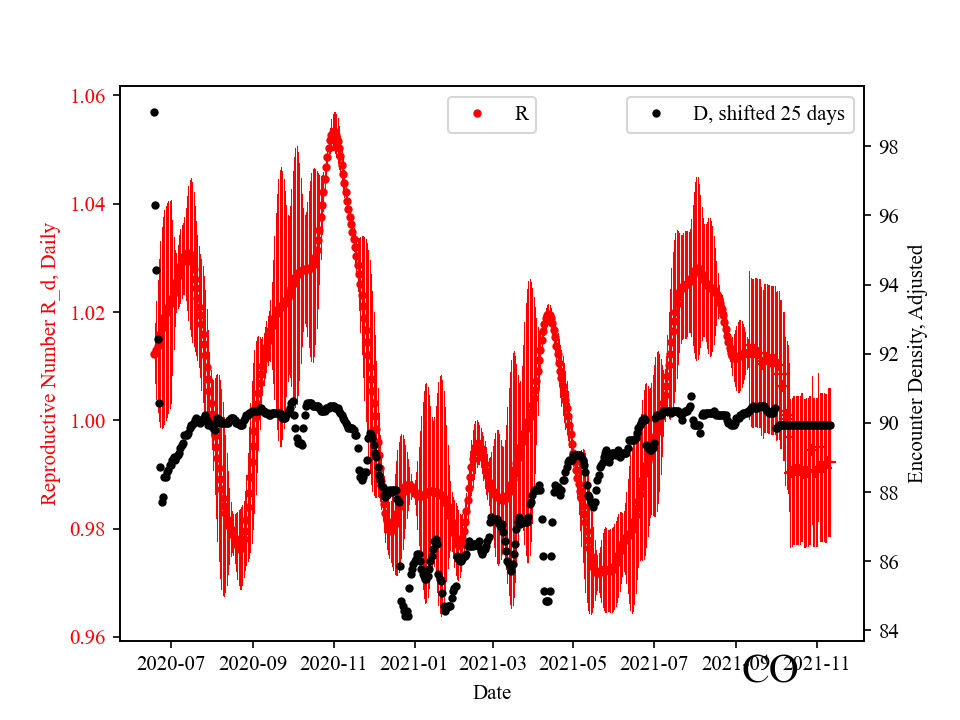 R
D, shifted 25 days
1.06
1.04
1.02
1.00
0.98
0.96
Reproductive Number R_d, Daily
98
96
94
92
90
88
86
84
Encounter Density, Adjusted
2020-07 2020-09 2020-11 2021-01 2021-03 2021-05 2021-07 2021-09 2021-11
CO
Date